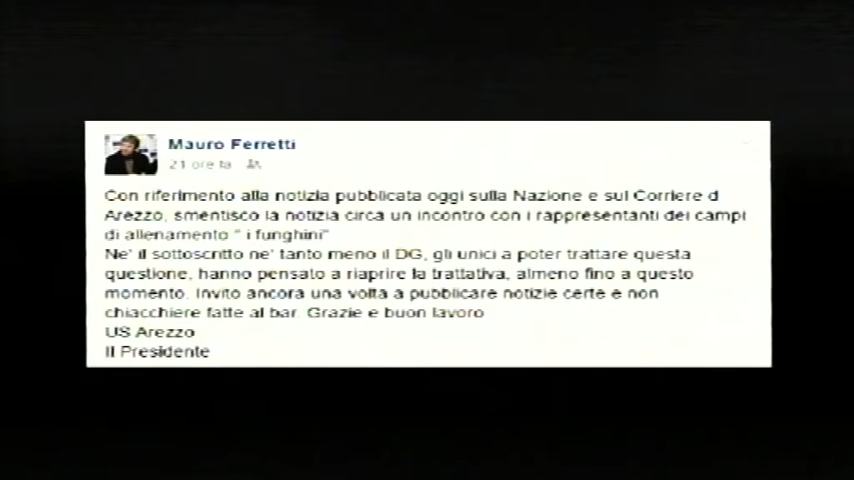 Mauro Ferretti
21 ore fa
Con riferimento alla notizia pubblicata oggi sulla Nazione e sul Corriere d
Arezzo, smentisco la notizia circa un incontro con i rappresentanti dei campi
di allenamento " i funghini"
Ne' il sottoscritto ne' tanto meno il DG, gli unici a poter trattare questa
questione, hanno pensato a riaprire la trattativa, almeno fino a questo
momento. Invito ancora una volta a pubblicare notizie certe e non
chiacchiere fatte al bar. Grazie e buon lavoro
US Arezzo
Il Presidente